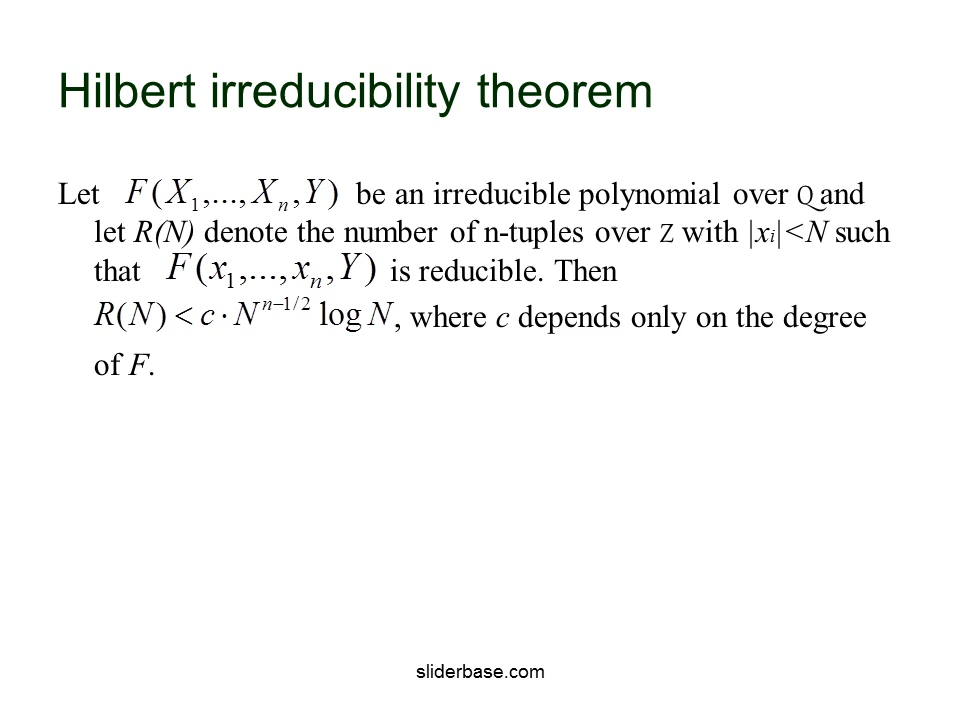 Hilbert irreducibility theorem
Let F(X₁,...,Xₙ,Y) be an irreducible polynomial over Q and
let R(N) denote the number of n-tuples over Z with |xᵢ|<N such
that F(x₁,...,xₙ,Y) is reducible. Then
R(N) < c · N^{n−1/2} log N, where c depends only on the degree
of F.
sliderbase.com